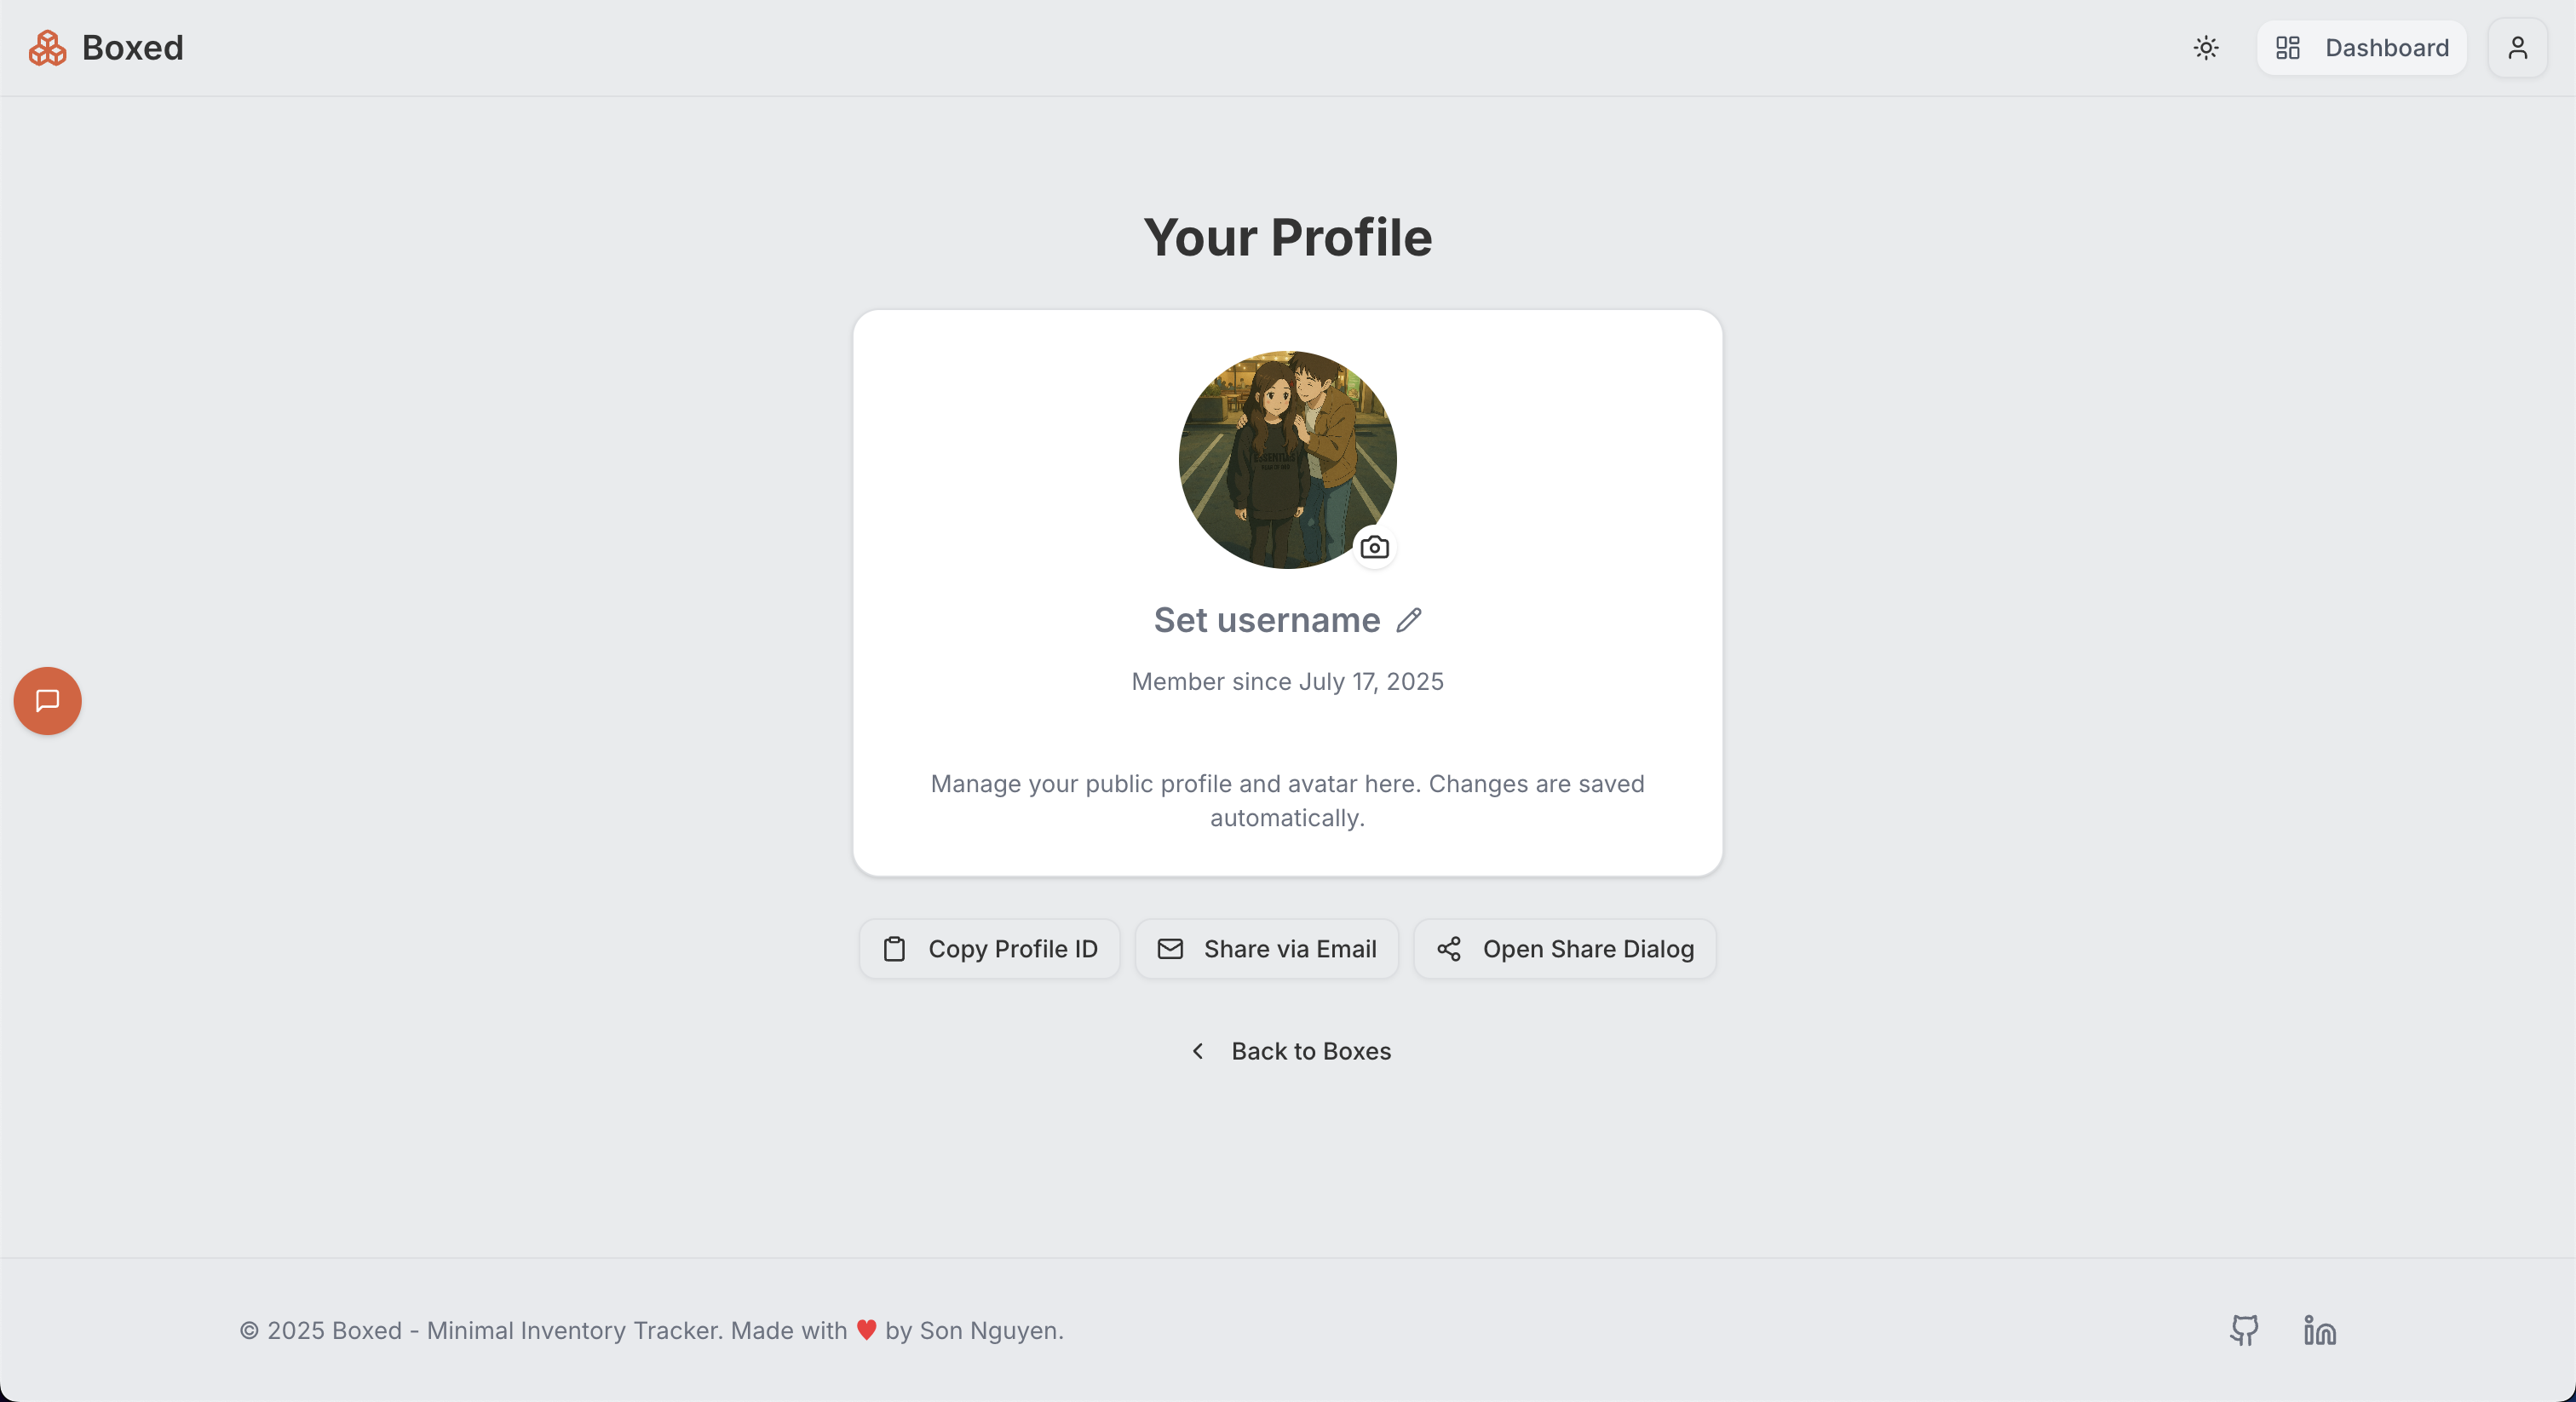 Boxed
Dashboard
Your Profile
ESSENTIALS
Set username
Member since July 17, 2025
Manage your public profile and avatar here. Changes are saved
automatically.
Copy Profile ID
Share via Email
Open Share Dialog
Back to Boxes
© 2025 Boxed - Minimal Inventory Tracker. Made with ♥ by Son Nguyen.